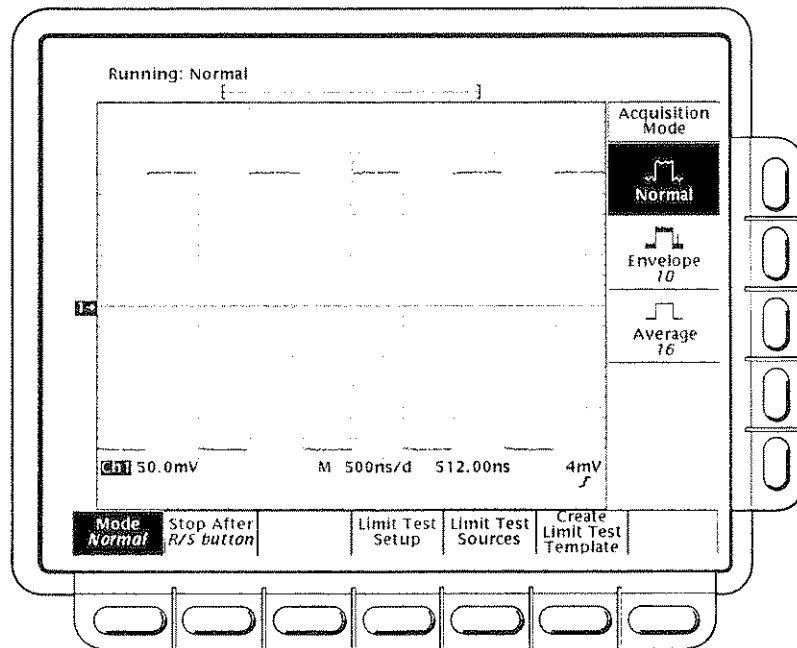 Running: Normal
Acquisition
Mode
Normal
Envelope
10
Average
16
1
Ch1 50.0mV M 500ns/d 512.00ns 4mV
Mode
Normal
Stop After
R/S button
Limit Test
Setup
Limit Test
Sources
Create
Limit Test
Template